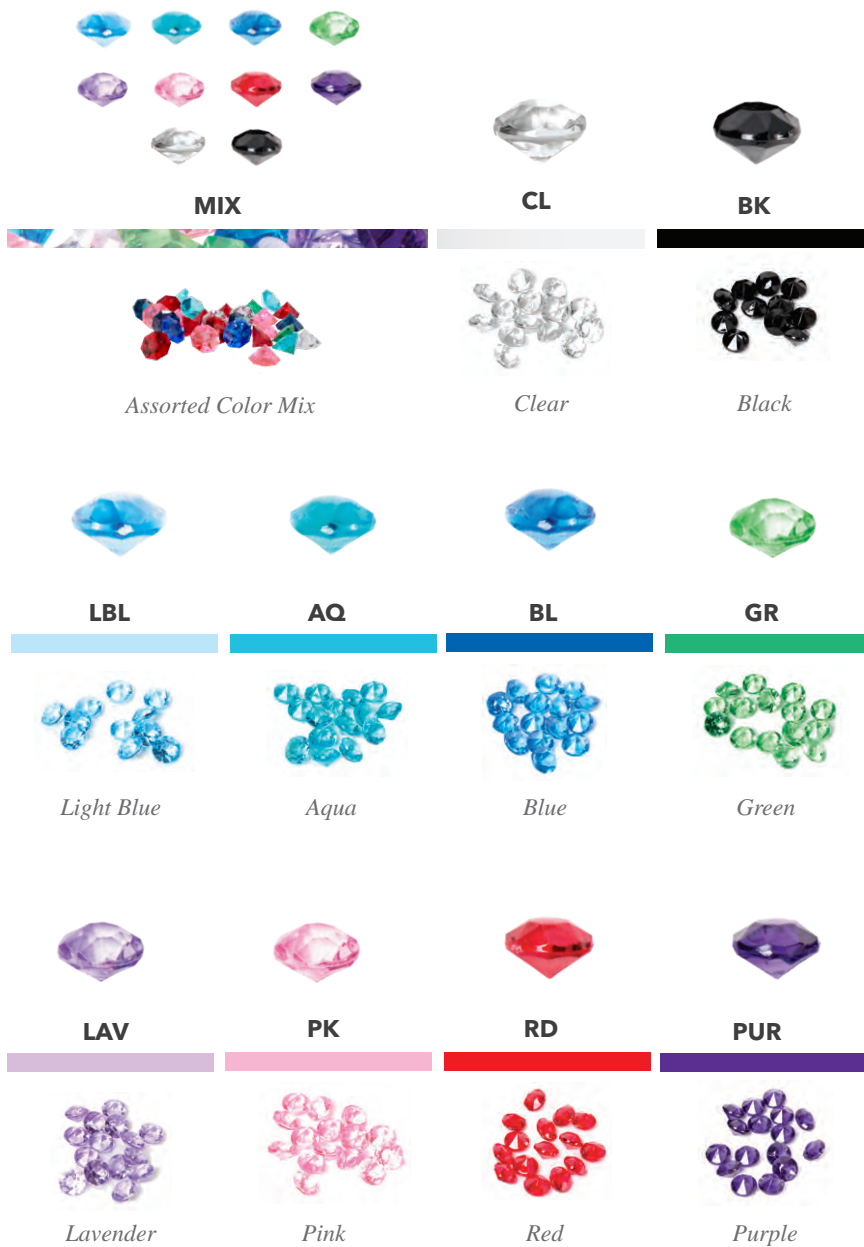 MIX
CL
BK
Assorted Color Mix
Clear
Black
LBL
AQ
BL
GR
Light Blue
Aqua
Blue
Green
LAV
PK
RD
PUR
Lavender
Pink
Red
Purple